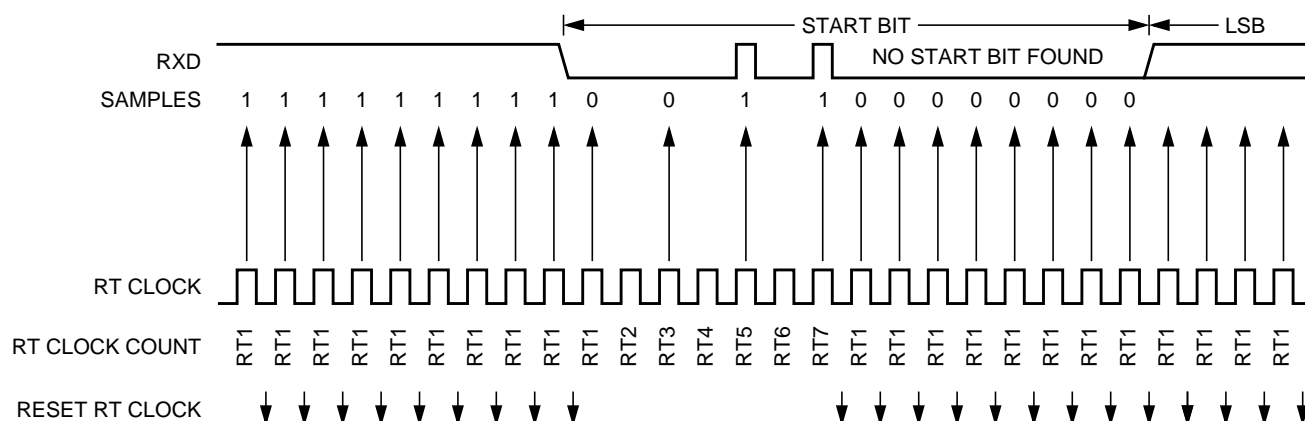 START BIT LSB
RXD NO START BIT FOUND
SAMPLES 1 1 1 1 1 1 1 1 1 0 0 1 1 0 0 0 0 0 0 0 0
RT CLOCK
RT CLOCK COUNT RT1 RT1 RT1 RT1 RT1 RT1 RT1 RT1 RT1 RT1 RT2 RT3 RT4 RT5 RT6 RT7 RT1 RT1 RT1 RT1 RT1 RT1 RT1 RT1 RT1 RT1 RT1 RT1
RESET RT CLOCK